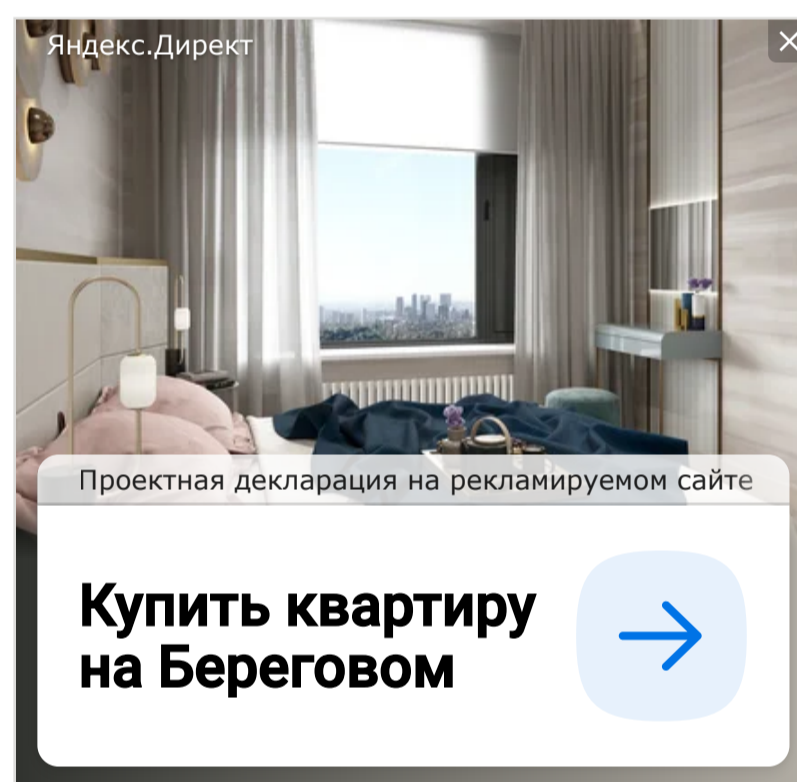 Яндекс.Директ
Проектная декларация на рекламируемом сайте
Купить квартиру
на Береговом